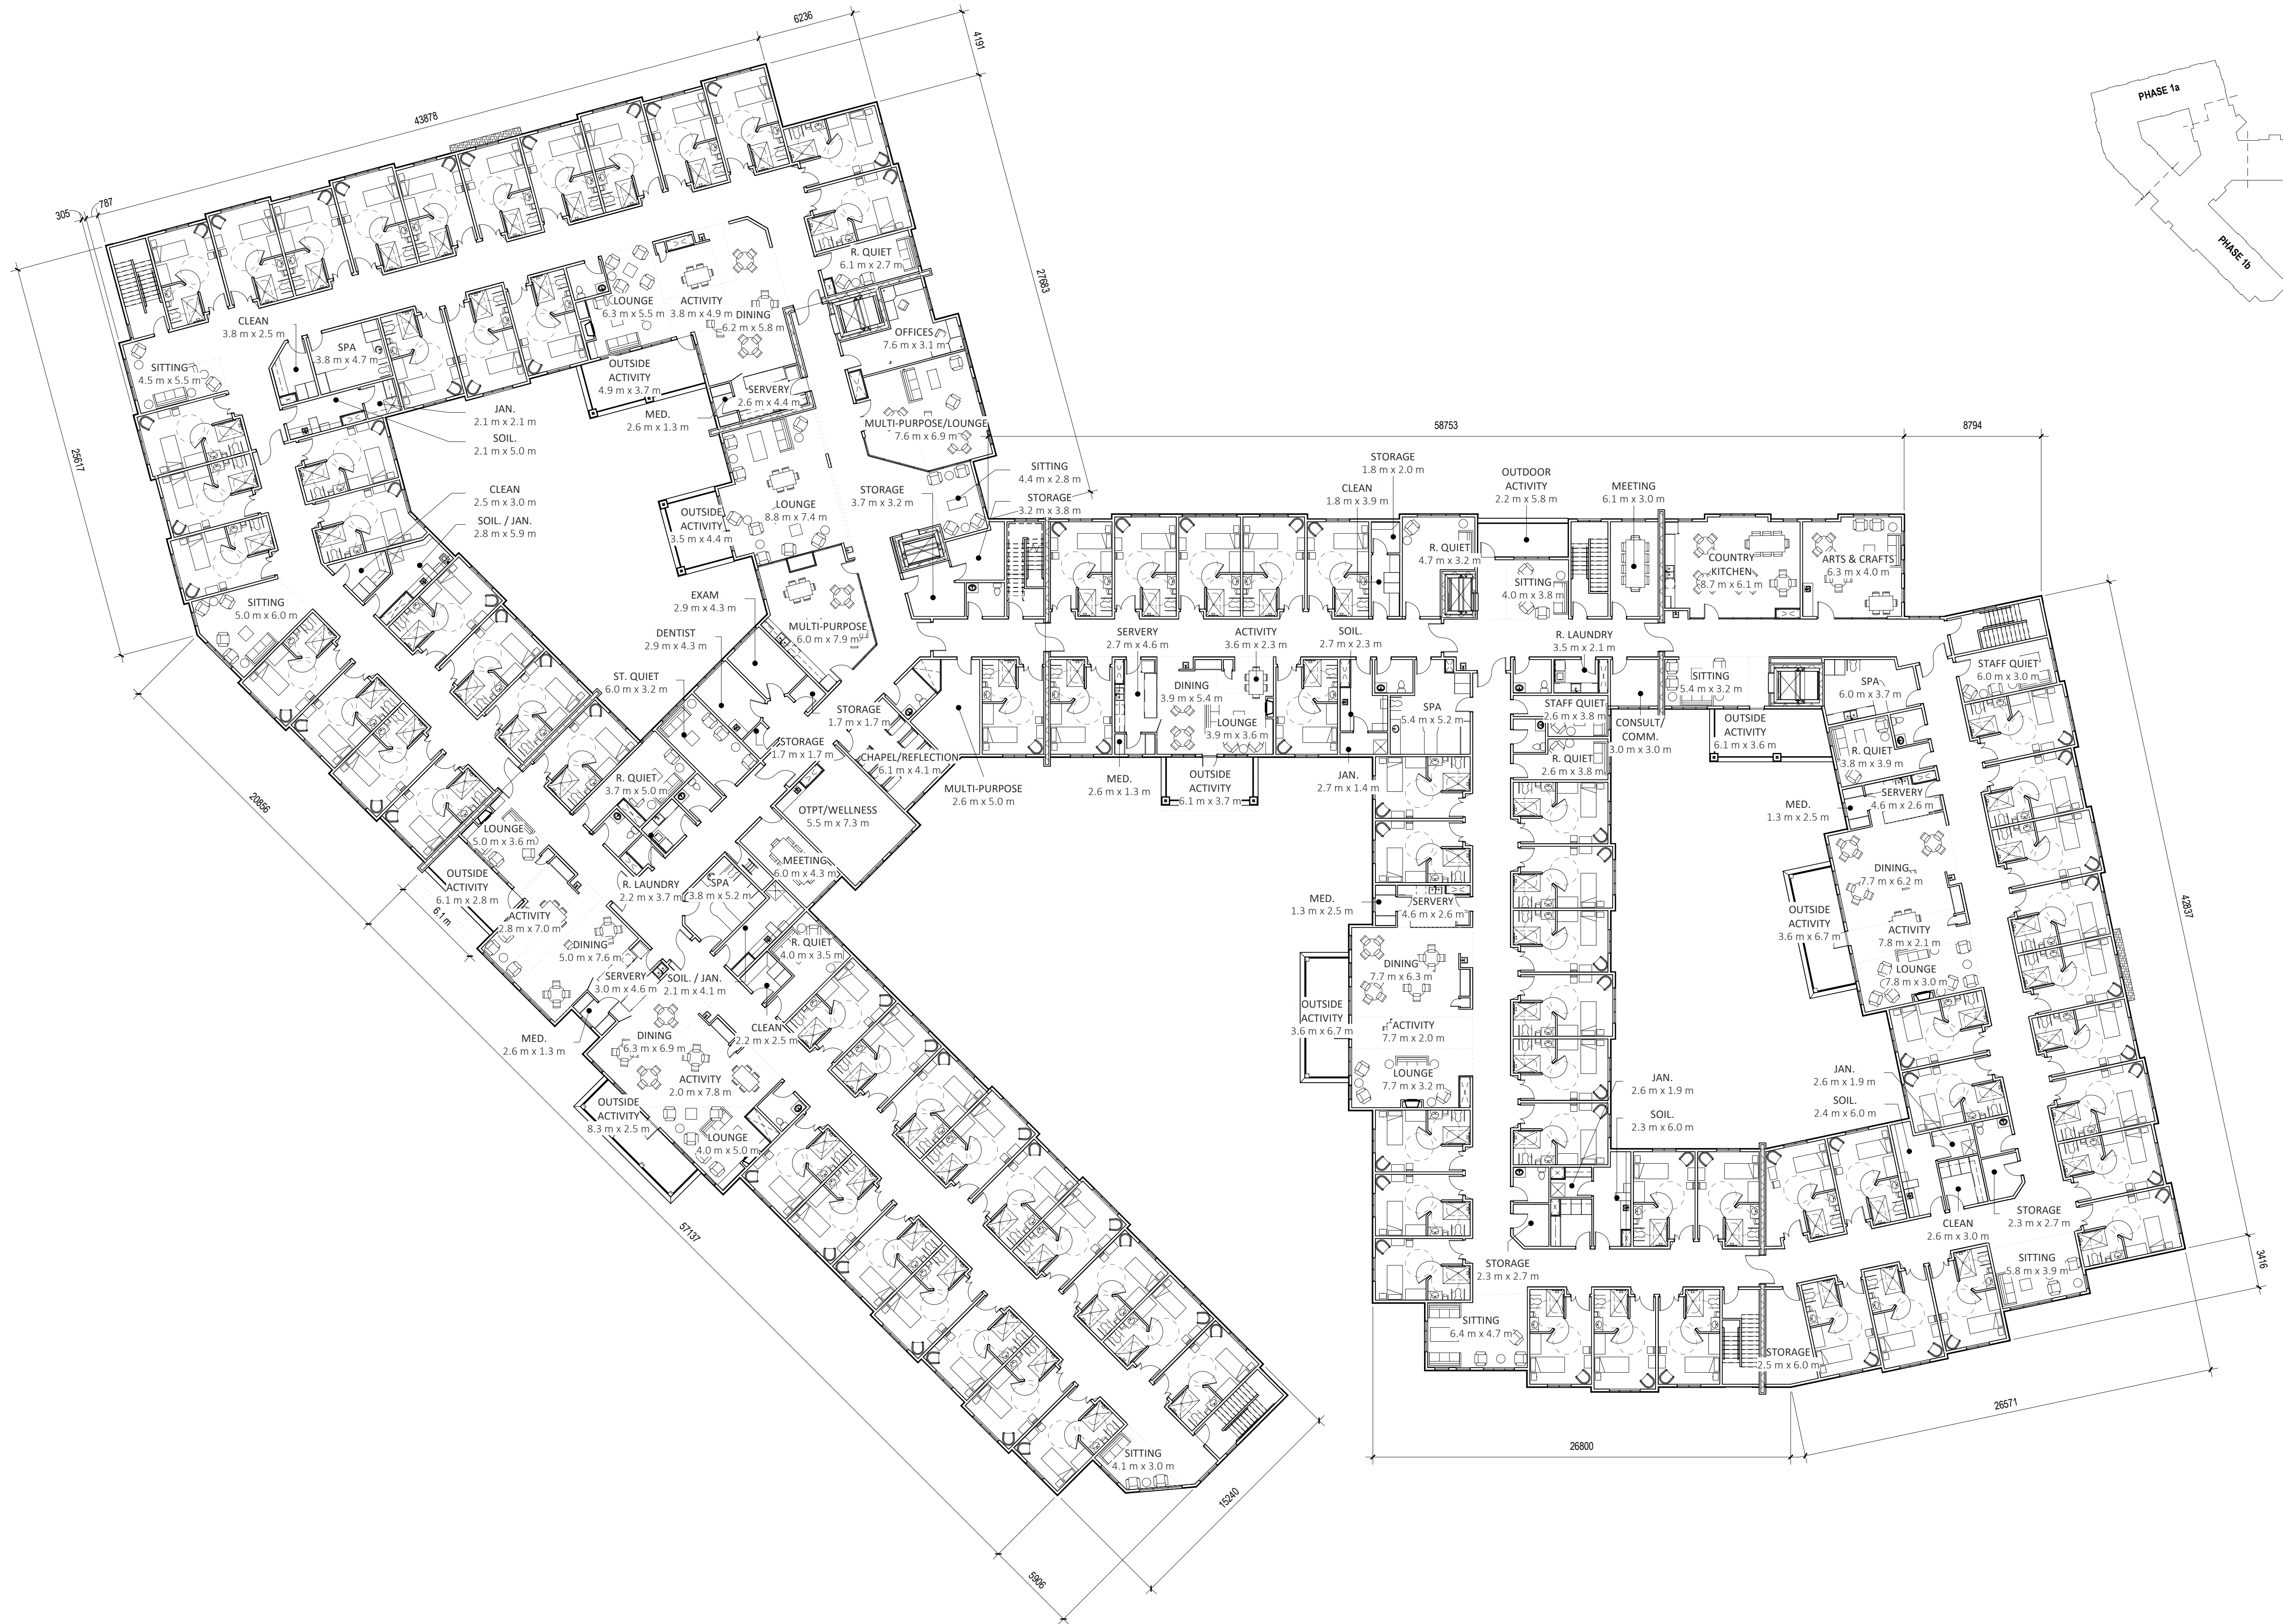 6236
4191
43878
305
787
27683
25617
PHASE 1a
PHASE 1b
R. QUIET
6.1 m x 2.7 m
LOUNGE
6.3 m x 5.5 m
ACTIVITY
3.8 m x 4.9 m
DINING
6.2 m x 5.8 m
OFFICES
7.6 m x 3.1 m
CLEAN
3.8 m x 2.5 m
SPA
3.8 m x 4.7 m
SITTING
4.5 m x 5.5 m
OUTSIDE
ACTIVITY
4.9 m x 3.7 m
SERVERY
2.6 m x 4.4 m
MED.
2.6 m x 1.3 m
JAN.
2.1 m x 2.1 m
SOIL.
2.1 m x 5.0 m
MULTI-PURPOSE/LOUNGE
7.6 m x 6.9 m
CLEAN
2.5 m x 3.0 m
SOIL. / JAN.
2.8 m x 5.9 m
STORAGE
3.7 m x 3.2 m
SITTING
4.4 m x 2.8 m
STORAGE
3.2 m x 3.8 m
LOUNGE
8.8 m x 7.4 m
OUTSIDE
ACTIVITY
3.5 m x 4.4 m
EXAM
2.9 m x 4.3 m
DENTIST
2.9 m x 4.3 m
MULTI-PURPOSE
6.0 m x 7.9 m
SITTING
5.0 m x 6.0 m
ST. QUIET
6.0 m x 3.2 m
STORAGE
1.7 m x 1.7 m
STORAGE
1.7 m x 1.7 m
CHAPEL/REFLECTION
6.1 m x 4.1 m
MULTI-PURPOSE
2.6 m x 5.0 m
R. QUIET
3.7 m x 5.0 m
OTPT/WELLNESS
5.5 m x 7.3 m
MEETING
6.0 m x 4.3 m
20856
LOUNGE
5.0 m x 3.6 m
OUTSIDE
ACTIVITY
6.1 m x 2.8 m
6.1 m
R. LAUNDRY
2.2 m x 3.7 m
SPA
3.8 m x 5.2 m
ACTIVITY
2.8 m x 7.0 m
DINING
5.0 m x 7.6 m
R. QUIET
4.0 m x 3.5 m
SERVERY
3.0 m x 4.6 m
SOIL. / JAN.
2.1 m x 4.1 m
MED.
2.6 m x 1.3 m
CLEAN
2.2 m x 2.5 m
DINING
6.3 m x 6.9 m
ACTIVITY
2.0 m x 7.8 m
OUTSIDE
ACTIVITY
8.3 m x 2.5 m
LOUNGE
4.0 m x 5.0 m
57137
SITTING
4.1 m x 3.0 m
15240
5906
58753
8794
STORAGE
1.8 m x 2.0 m
CLEAN
1.8 m x 3.9 m
OUTDOOR
ACTIVITY
2.2 m x 5.8 m
MEETING
6.1 m x 3.0 m
R. QUIET
4.7 m x 3.2 m
SITTING
4.0 m x 3.8 m
COUNTRY
KITCHEN
8.7 m x 6.1 m
ARTS & CRAFTS
6.3 m x 4.0 m
SERVERY
2.7 m x 4.6 m
ACTIVITY
3.6 m x 2.3 m
SOIL.
2.7 m x 2.3 m
R. LAUNDRY
3.5 m x 2.1 m
DINING
3.9 m x 5.4 m
LOUNGE
3.9 m x 3.6 m
SPA
5.4 m x 5.2 m
STAFF QUIET
2.6 m x 3.8 m
R. QUIET
2.6 m x 3.8 m
CONSULT/
COMM.
3.0 m x 3.0 m
SITTING
5.4 m x 3.2 m
SPA
6.0 m x 3.7 m
STAFF QUIET
6.0 m x 3.0 m
MED.
2.6 m x 1.3 m
OUTSIDE
ACTIVITY
6.1 m x 3.7 m
JAN.
2.7 m x 1.4 m
OUTSIDE
ACTIVITY
6.1 m x 3.6 m
R. QUIET
3.8 m x 3.9 m
SERVERY
4.6 m x 2.6 m
MED.
1.3 m x 2.5 m
DINING
7.7 m x 6.2 m
OUTSIDE
ACTIVITY
3.6 m x 6.7 m
ACTIVITY
7.8 m x 2.1 m
LOUNGE
7.8 m x 3.0 m
42837
MED.
1.3 m x 2.5 m
SERVERY
4.6 m x 2.6 m
DINING
7.7 m x 6.3 m
OUTSIDE
ACTIVITY
3.6 m x 6.7 m
ACTIVITY
7.7 m x 2.0 m
LOUNGE
7.7 m x 3.2 m
JAN.
2.6 m x 1.9 m
SOIL.
2.3 m x 6.0 m
JAN.
2.6 m x 1.9 m
SOIL.
2.4 m x 6.0 m
STORAGE
2.3 m x 2.7 m
CLEAN
2.6 m x 3.0 m
SITTING
5.8 m x 3.9 m
3416
STORAGE
2.3 m x 2.7 m
SITTING
6.4 m x 4.7 m
STORAGE
2.5 m x 6.0 m
26571
26800